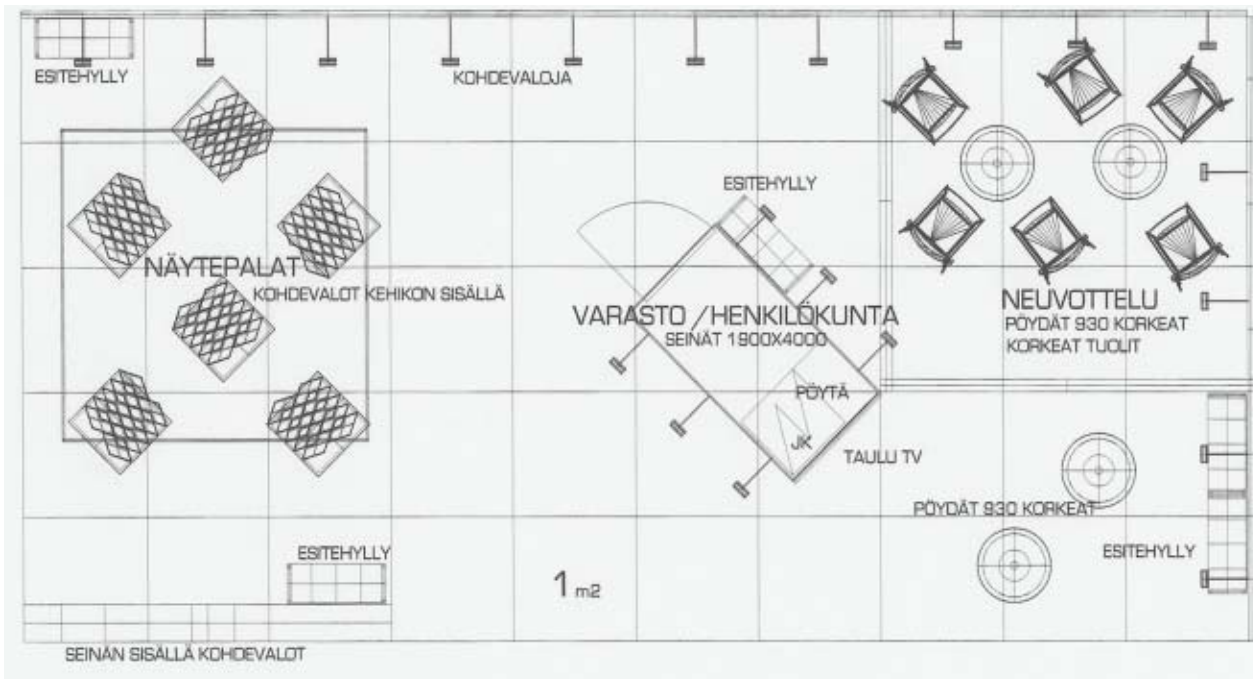 ESITEHYLLY
KOHDEVALOJA
ESITEHYLLY
NÄYTEPALAT
KOHDEVALOT KEHIKON SISÄLLÄ
VARASTO /HENKILÖKUNTA
SEINÄT 1900X4000
NEUVOTTELU
PÖYDÄT 930 KORKEAT
KORKEAT TUOLIT
PÖYTÄ
JK
TAULU TV
PÖYDÄT 930 KORKEAT
ESITEHYLLY
ESITEHYLLY
1 m2
SEINÄN SISÄLLÄ KOHDEVALOT